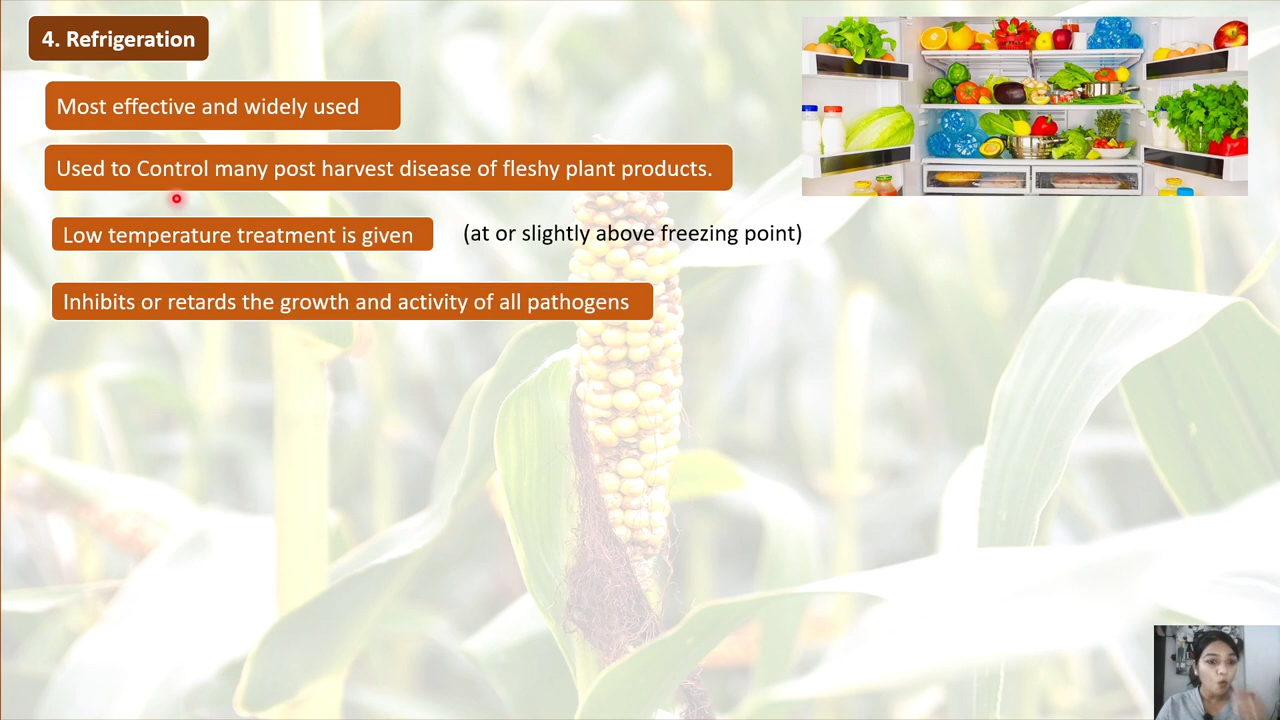 4. Refrigeration
Most effective and widely used
Used to Control many post harvest disease of fleshy plant products.
Low temperature treatment is given (at or slightly above freezing point)
Inhibits or retards the growth and activity of all pathogens